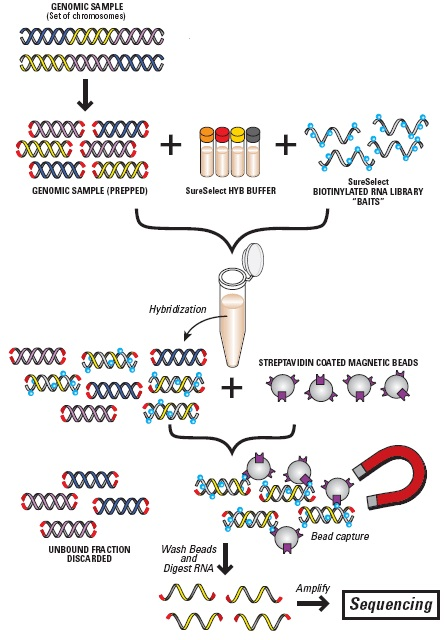 GENOMIC SAMPLE
(Set of chromosomes)
GENOMIC SAMPLE (PREPPED)
SureSelect HYB BUFFER
SureSelect
BIOTINYLATED RNA LIBRARY
"BAITS"
Hybridization
STREPTAVIDIN COATED MAGNETIC BEADS
Bead capture
UNBOUND FRACTION
DISCARDED
Wash Beads
and
Digest RNA
Amplify
Sequencing